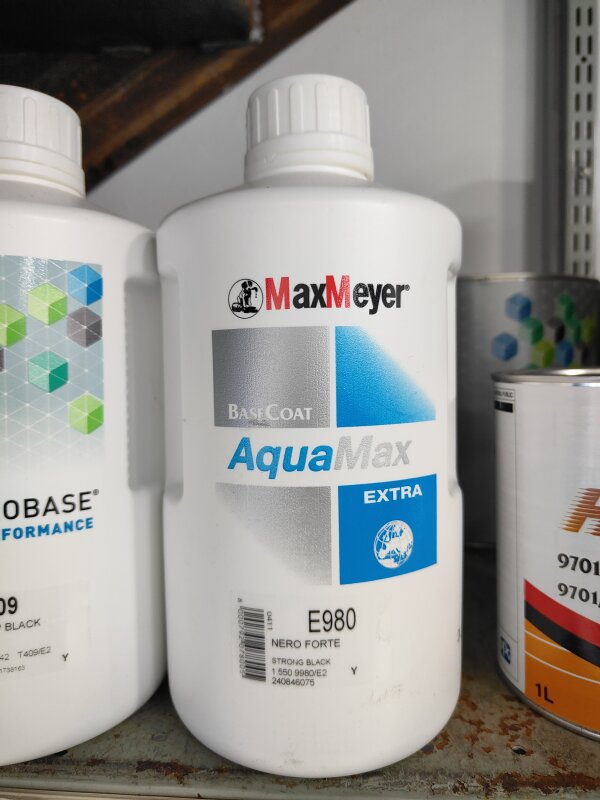 MaxMeyer®
BASECOAT
AquaMax
EXTRA
E980
NERO FORTE
STRONG BLACK
1.550 9980/E2 Y
240846075
OBASE®
FORMANCE
09
BLACK
42 T409/E2
Y
9701
9701/
1L